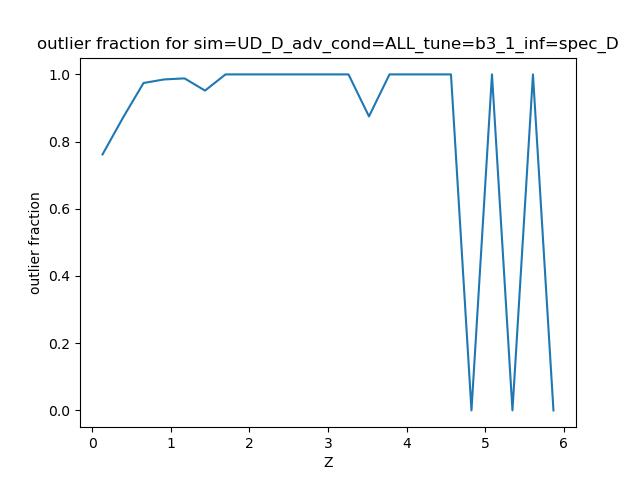 outlier fraction for sim=UD_D_adv_cond=ALL_tune=b3_1_inf=spec_D
1.0
0.8
0.6
0.4
0.2
0.0
outlier fraction
0 1 2 3 4 5 6
Z